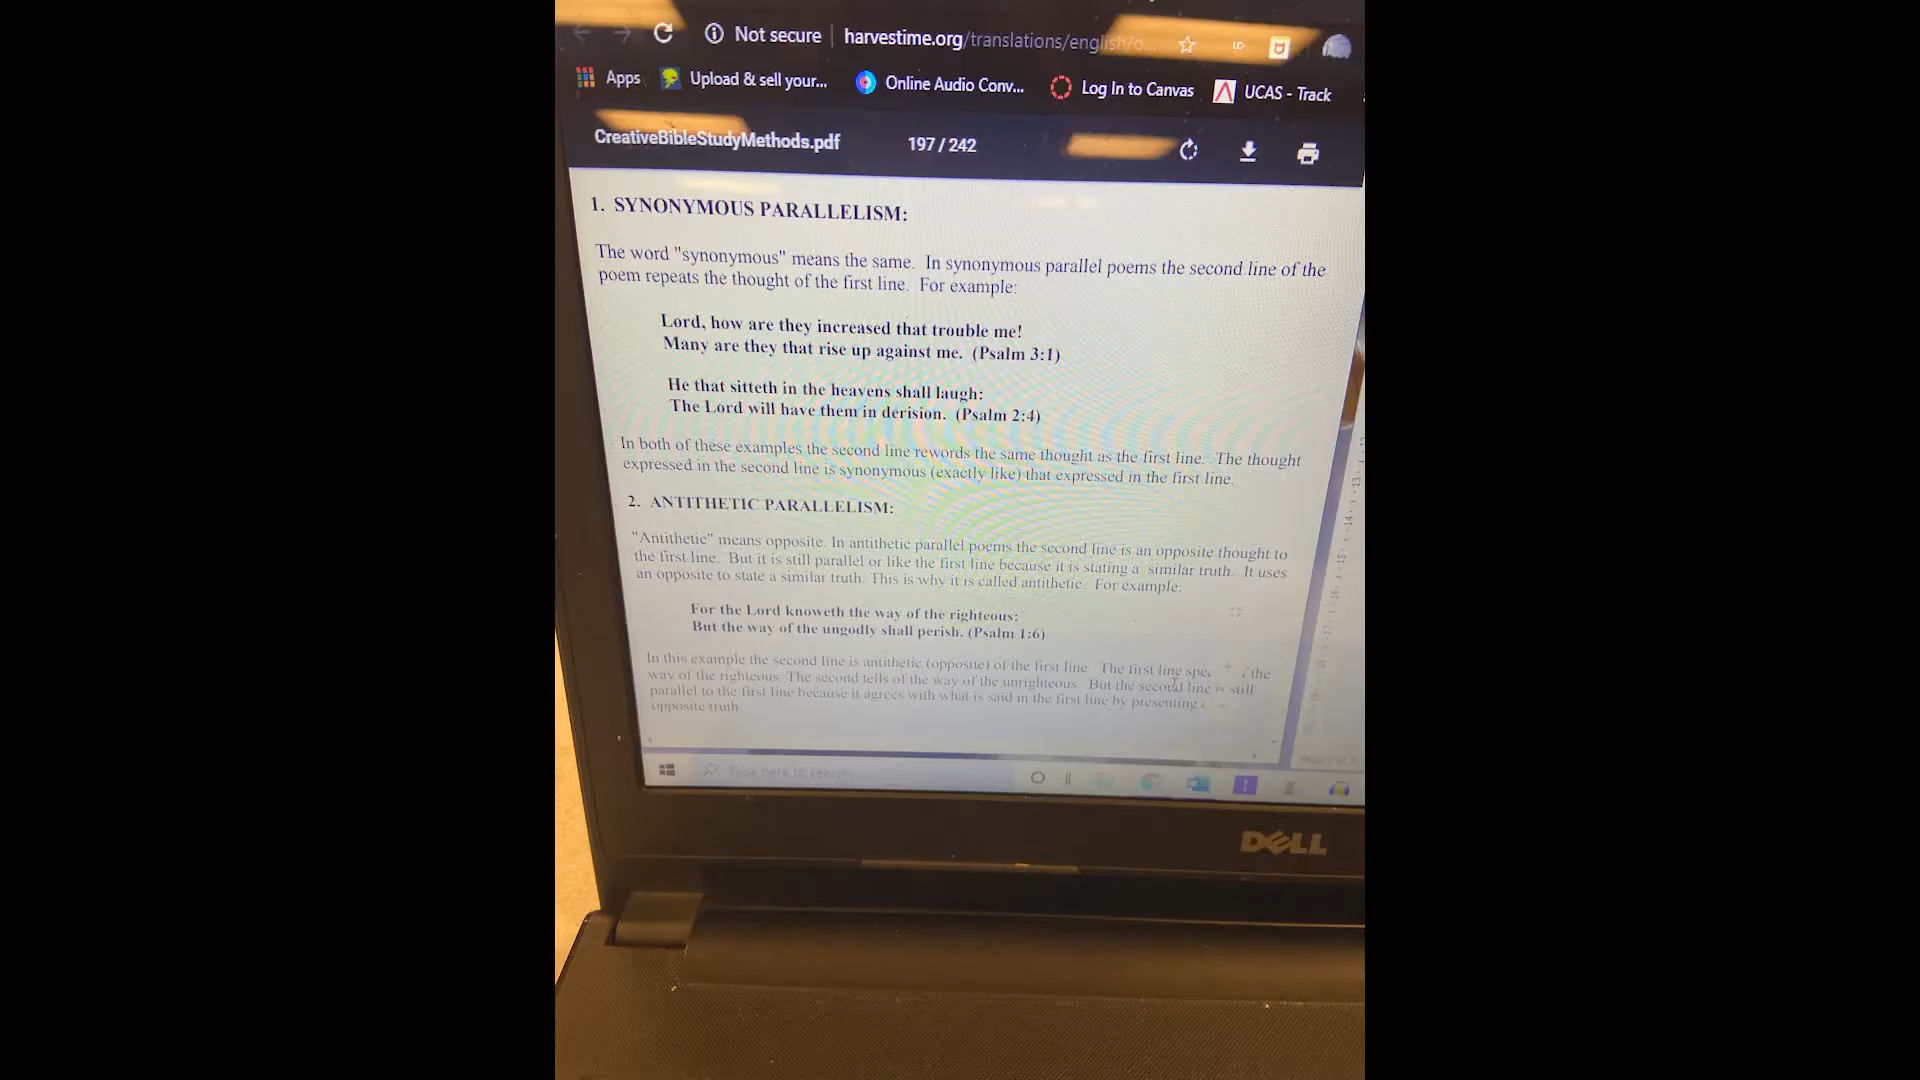 Not secure harvestime.org/translations/english/o...
Apps Upload & sell your... Online Audio Conv... Log In to Canvas UCAS - Track
CreativeBibleStudyMethods.pdf 197 / 242
1. SYNONYMOUS PARALLELISM:
The word "synonymous" means the same. In synonymous parallel poems the second line of the
poem repeats the thought of the first line. For example:
Lord, how are they increased that trouble me!
Many are they that rise up against me. (Psalm 3:1)
He that sitteth in the heavens shall laugh:
The Lord will have them in derision. (Psalm 2:4)
In both of these examples the second line rewords the same thought as the first line. The thought
expressed in the second line is synonymous (exactly like) that expressed in the first line.
2. ANTITHETIC PARALLELISM:
"Antithetic" means opposite. In antithetic parallel poems the second line is an opposite thought to
the first line. But it is still parallel or like the first line because it is stating a similar truth. It uses
an opposite to state a similar truth. This is why it is called antithetic. For example:
For the Lord knoweth the way of the righteous:
But the way of the ungodly shall perish. (Psalm 1:6)
In this example the second line is antithetic (opposite) of the first line. The first line the
way of the righteous. The second tells of the way of the unrighteous. But the second line is still
parallel to the first line because it agrees with what is said in the first line by presenting
opposite truth
Type here to search
DELL